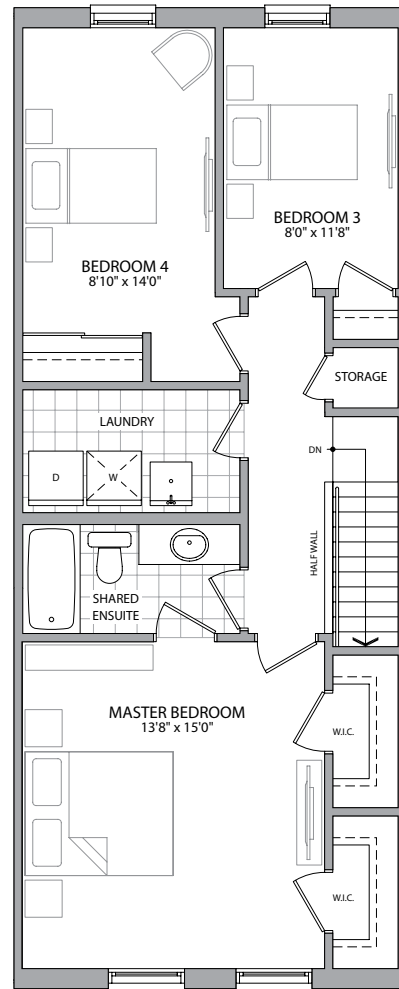 BEDROOM 3
8'0" x 11'8"
BEDROOM 4
8'10" x 14'0"
STORAGE
LAUNDRY
DN
D
W
HALF WALL
SHARED
ENSUITE
MASTER BEDROOM
13'8" x 15'0"
W.I.C.
W.I.C.